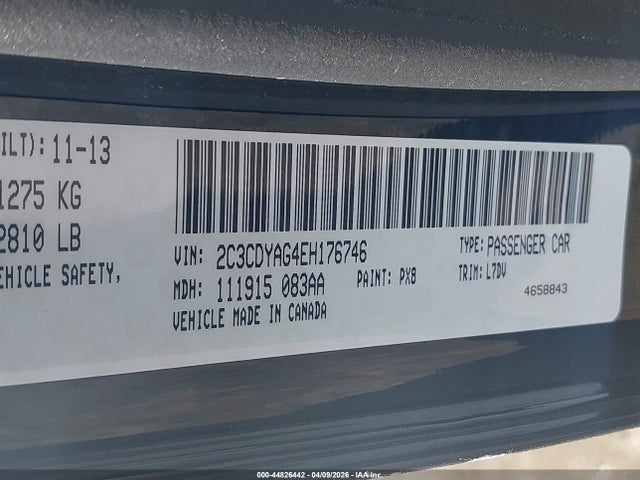 ILT): 11-13
1275 KG
2810 LB
EHICLE SAFETY,
VIN: 2C3CDYAG4EH176746
TYPE: PASSENGER CAR
MDH: 111915 083AA
PAINT: PX8
TRIM: L7DV
VEHICLE MADE IN CANADA
4658843
000-44826442 - 04/09/2026 - IAA Inc.